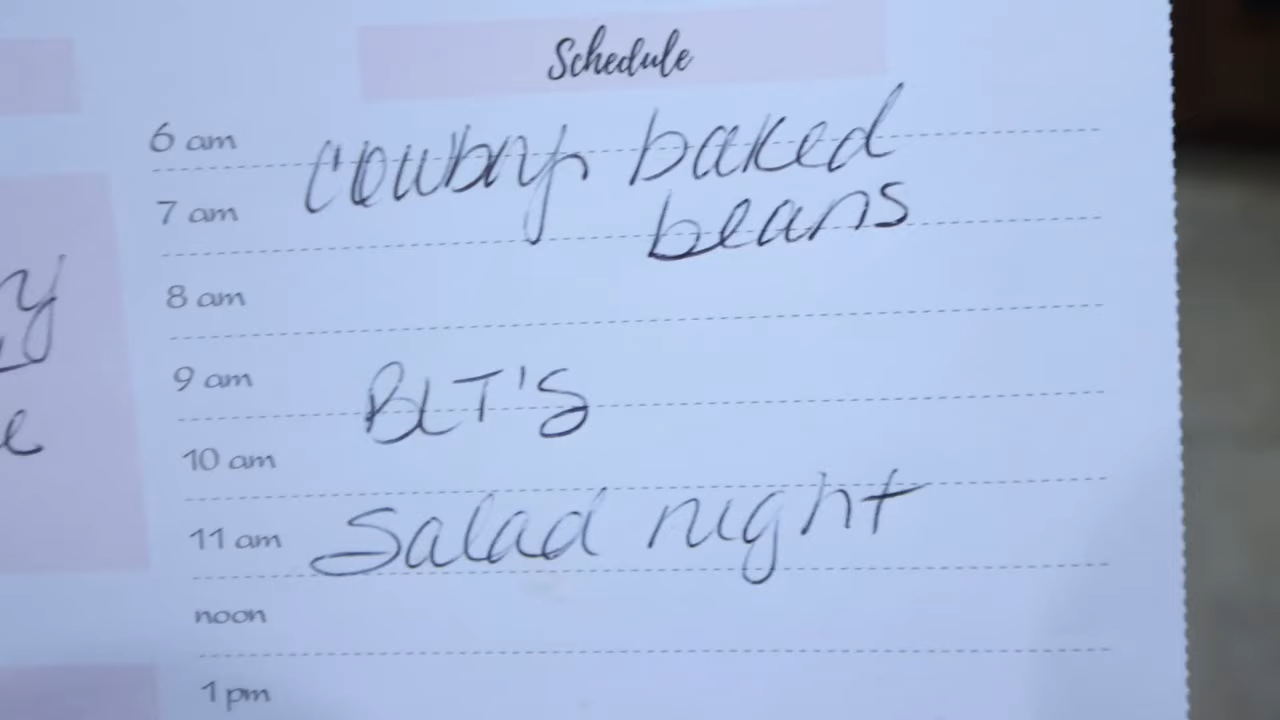 Schedule
6 am
cowboy baked
7 am
beans
8 am
9 am
BLT'S
10 am
11 am
Salad night
noon
1 pm